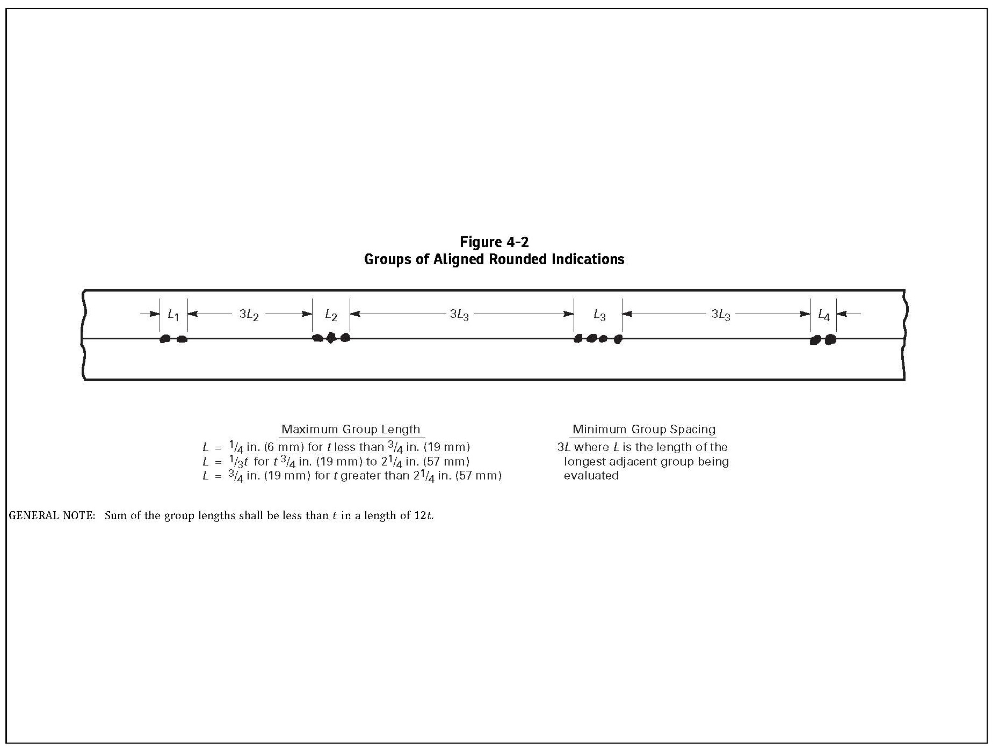 Figure 4-2
Groups of Aligned Rounded Indications
L1 3L2 L2 3L3 L3 3L3 L4
Maximum Group Length
L = 1/4 in. (6 mm) for t less than 3/4 in. (19 mm)
L = 1/3t for t 3/4 in. (19 mm) to 21/4 in. (57 mm)
L = 3/4 in. (19 mm) for t greater than 21/4 in. (57 mm)
Minimum Group Spacing
3L where L is the length of the
longest adjacent group being
evaluated
GENERAL NOTE: Sum of the group lengths shall be less than t in a length of 12t.